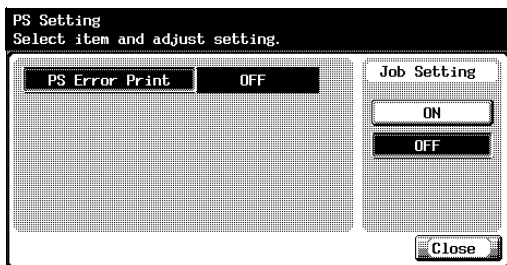 PS Setting
Select item and adjust setting.
PS Error Print OFF
Job Setting
ON
OFF
Close